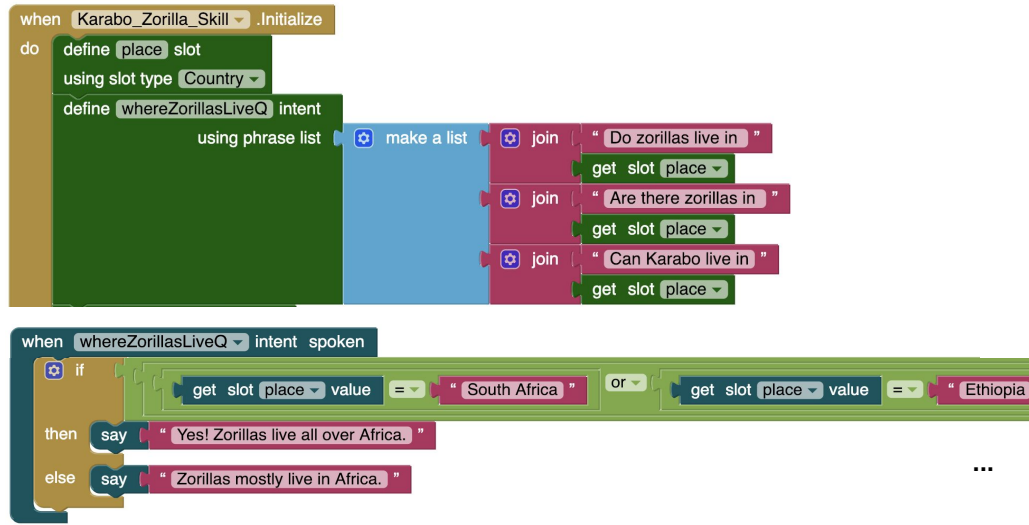 when Karabo_Zorilla_Skill .Initialize
do define place slot
using slot type Country
define whereZorillasLiveQ intent
using phrase list make a list join “ Do zorillas live in ”
get slot place
join “ Are there zorillas in ”
get slot place
join “ Can Karabo live in ”
get slot place
when whereZorillasLiveQ intent spoken
if get slot place value = “ South Africa ” or get slot place value = “ Ethiopia
then say “ Yes! Zorillas live all over Africa. ”
else say “ Zorillas mostly live in Africa. ”
...